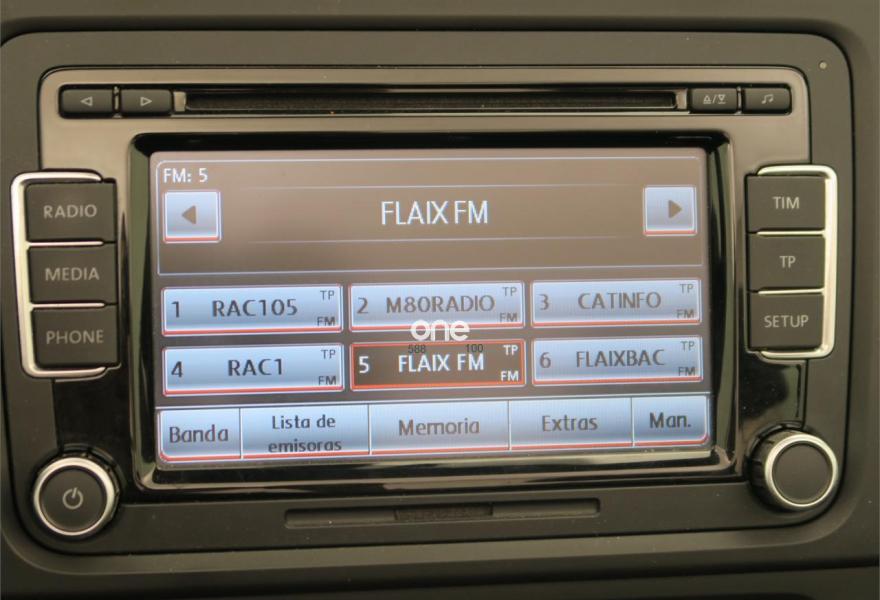 FM: 5
FLAIX FM
RADIO
MEDIA
PHONE
TIM
TP
SETUP
1 RAC105 TP FM
2 M80RADIO TP FM
3 CATINFO TP FM
4 RAC1 TP FM
5 FLAIX FM TP FM
6 FLAIXBAC TP FM
one
588 100
Banda
Lista de
emisoras
Memoria
Extras
Man.